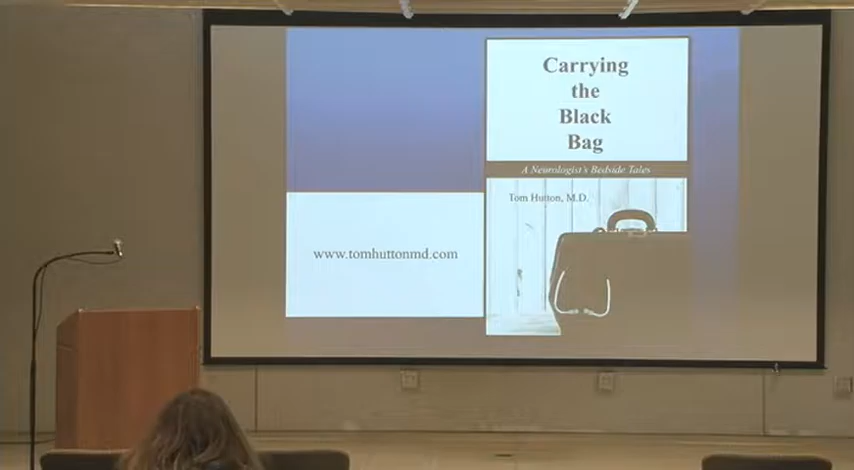 Carrying
the
Black
Bag
A Neurologist's Bedside Tales
Tom Hutton, M.D.
www.tomhuttonmd.com